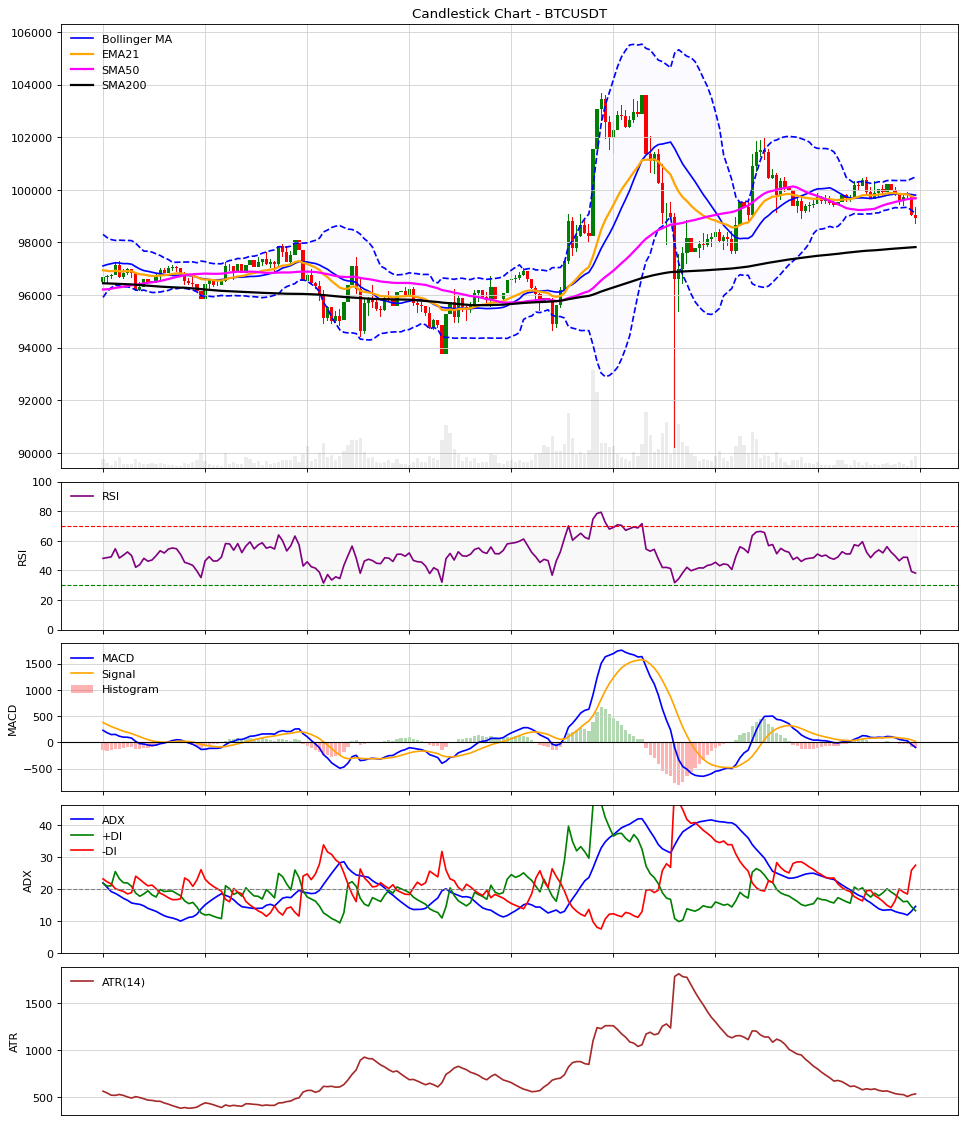 Candlestick Chart - BTCUSDT
106000
104000
102000
100000
98000
96000
94000
92000
90000
Bollinger MA
EMA21
SMA50
SMA200
100
80
60
40
20
0
RSI
RSI
1500
1000
500
0
−500
MACD
MACD
Signal
Histogram
40
30
20
10
0
ADX
ADX
+DI
-DI
1500
1000
500
ATR
ATR(14)